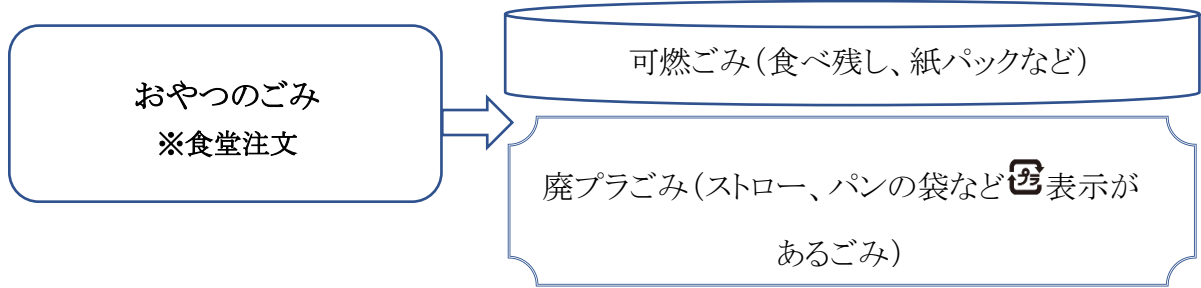 おやつのごみ
※食堂注文
可燃ごみ（食べ残し、紙パックなど）
廃プラごみ（ストロー、パンの袋などプラ表示が
あるごみ）